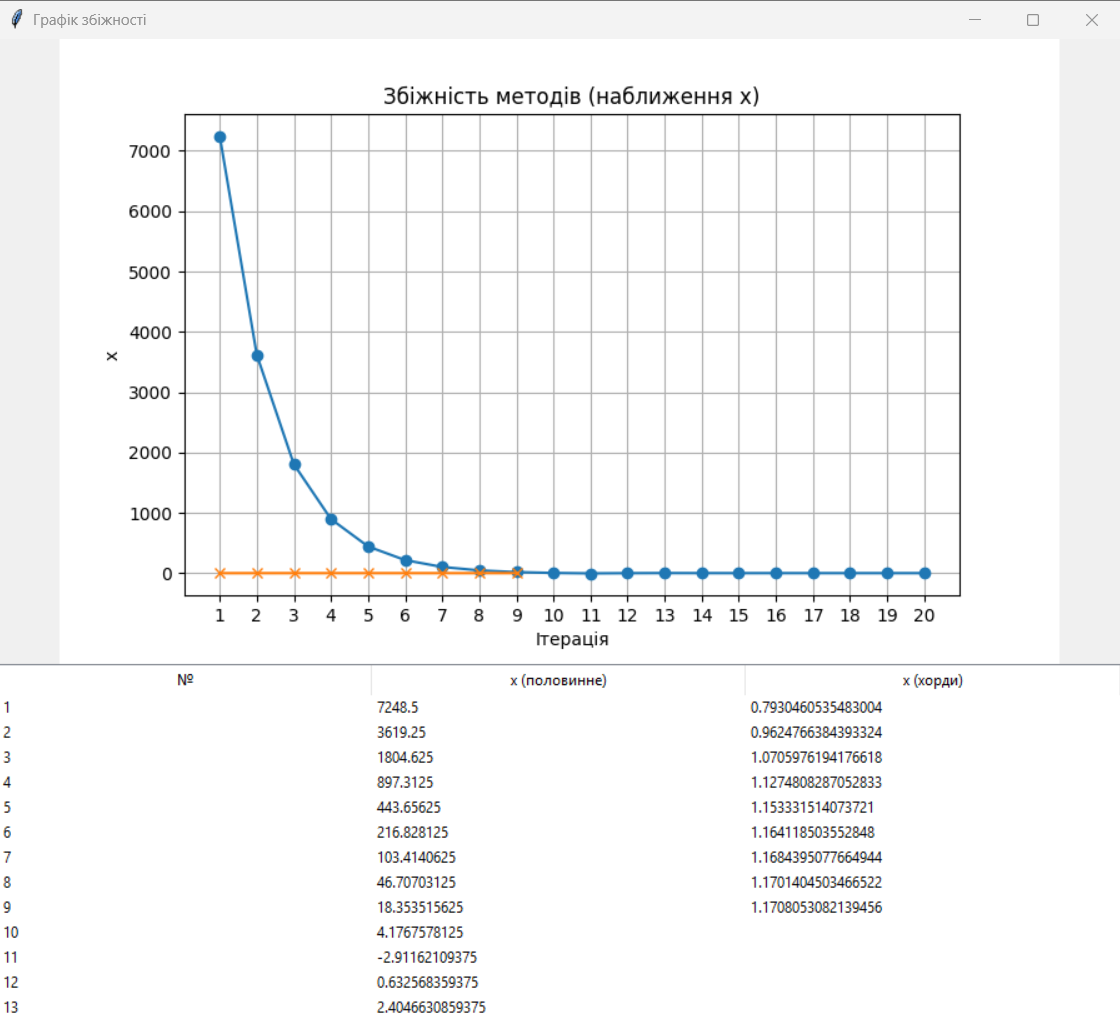 Графік збіжності
Збіжність методів (наближення x)
7000
6000
5000
4000
3000
2000
1000
0
x
1 2 3 4 5 6 7 8 9 10 11 12 13 14 15 16 17 18 19 20
Ітерація
№ x (половинне) x (хорди)
1 7248.5 0.7930460535483004
2 3619.25 0.9624766384393324
3 1804.625 1.0705976194176618
4 897.3125 1.1274808287052833
5 443.65625 1.153331514073721
6 216.828125 1.164118503552848
7 103.4140625 1.1684395077664944
8 46.70703125 1.1701404503466522
9 18.353515625 1.1708053082139456
10 4.1767578125
11 -2.91162109375
12 0.632568359375
13 2.4046630859375